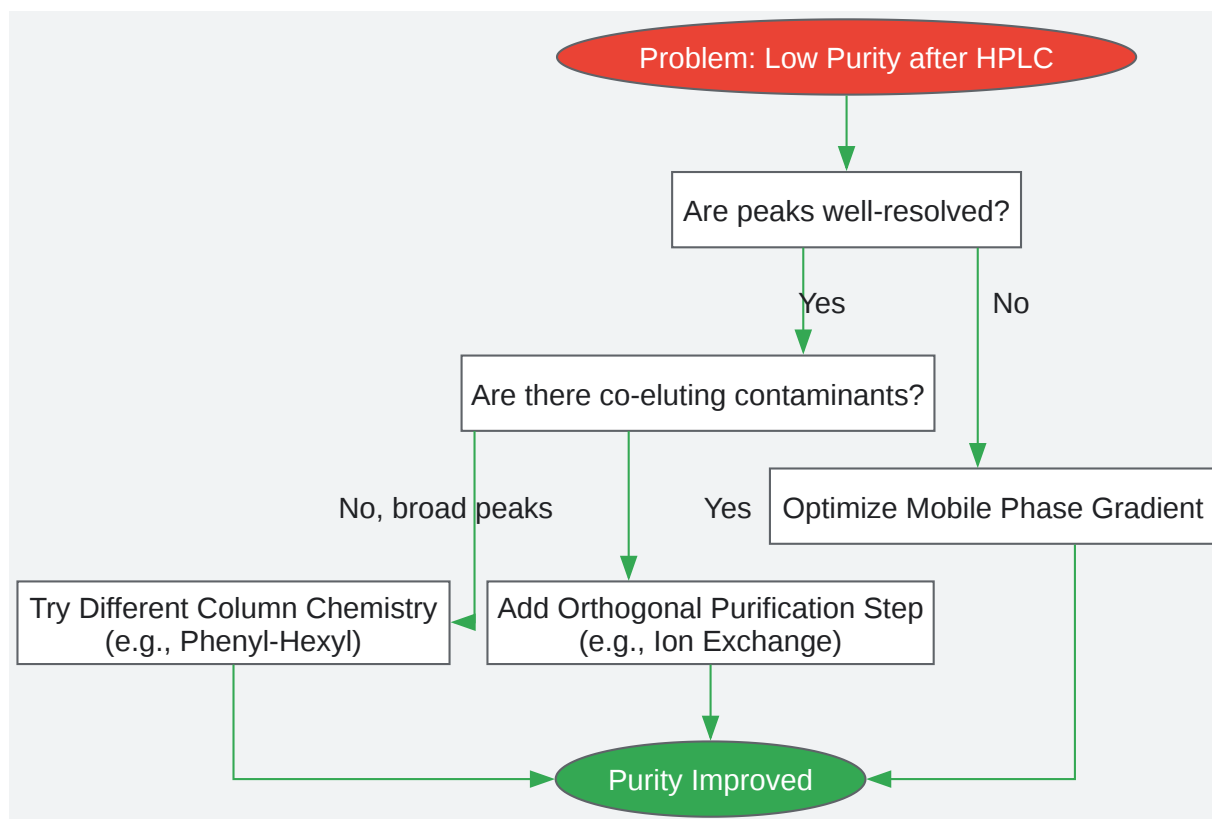 Problem: Low Purity after HPLC
Are peaks well-resolved?
Yes
No
Are there co-eluting contaminants?
No, broad peaks
Yes
Optimize Mobile Phase Gradient
Try Different Column Chemistry
(e.g., Phenyl-Hexyl)
Add Orthogonal Purification Step
(e.g., Ion Exchange)
Purity Improved